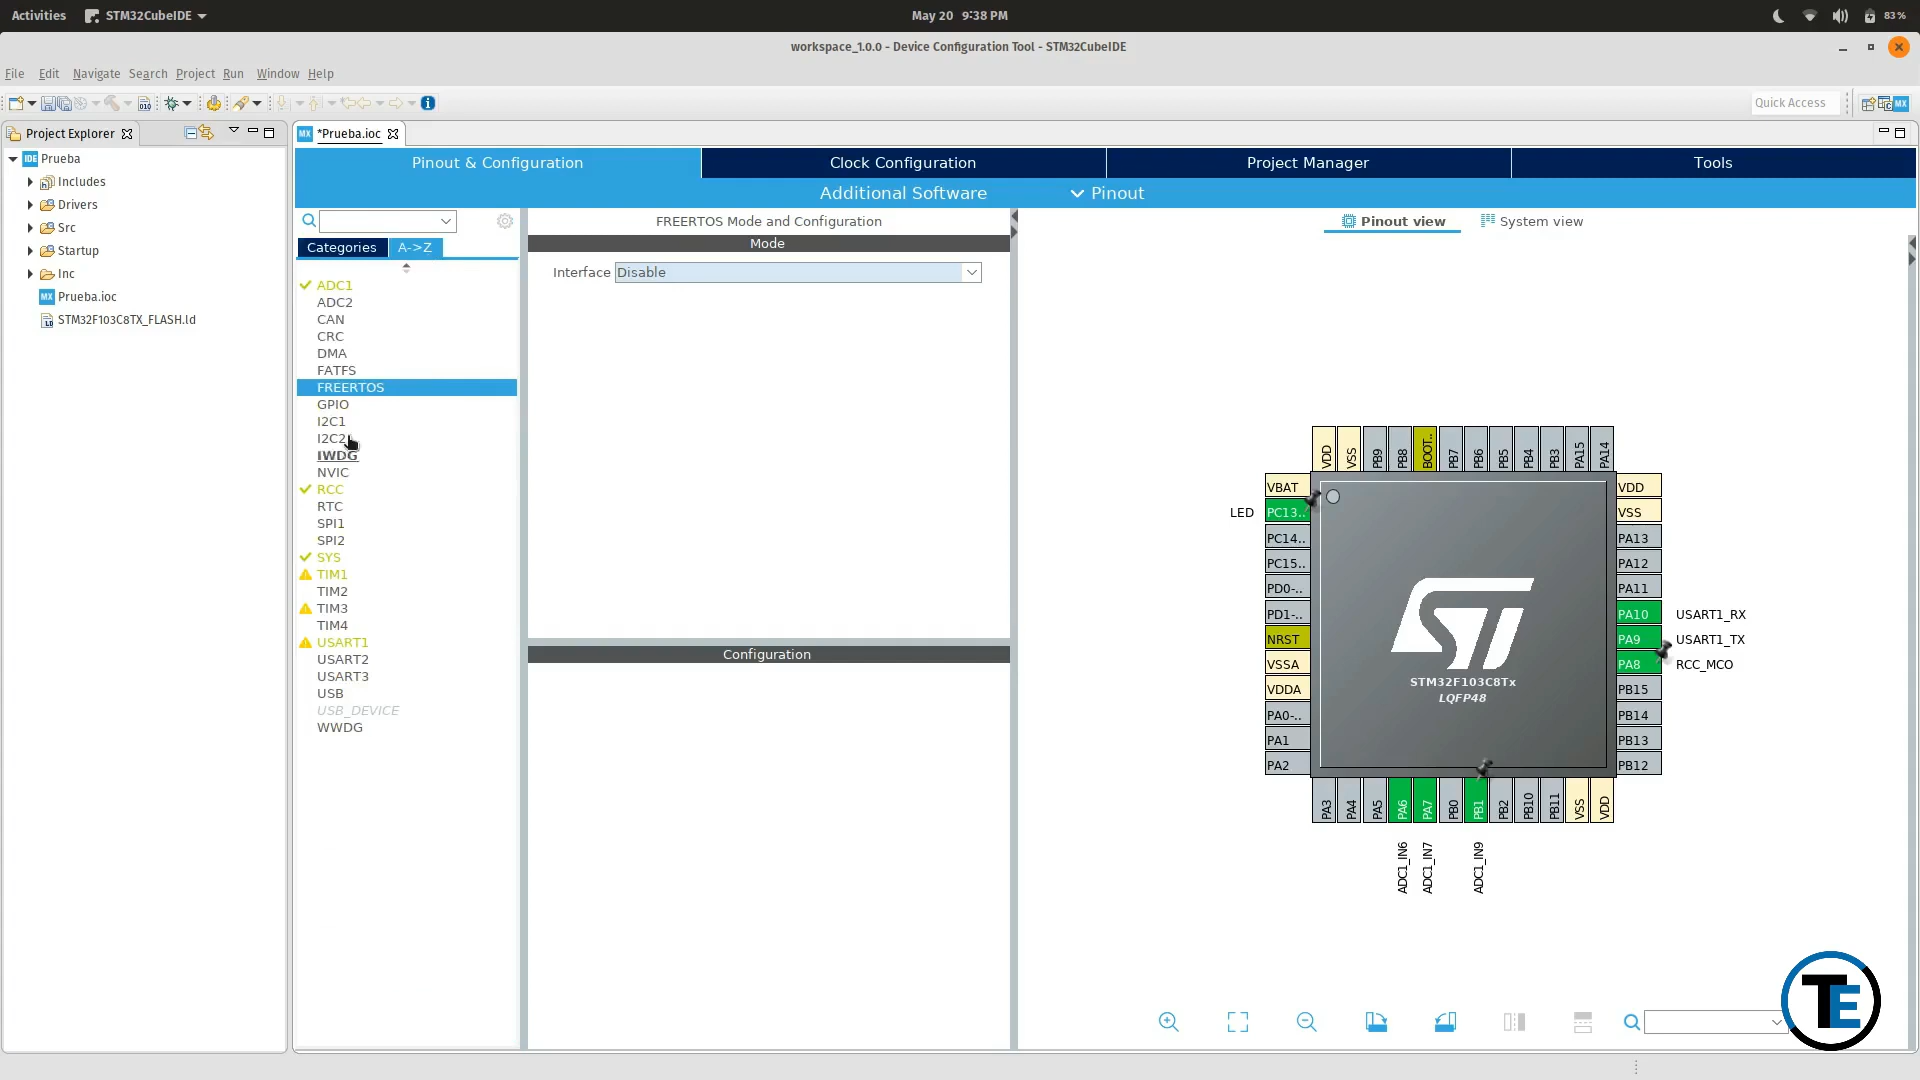 Activities
STM32CubeIDE
May 20 9:38 PM
83%
workspace_1.0.0 - Device Configuration Tool - STM32CubeIDE
File Edit Navigate Search Project Run Window Help
Quick Access
Project Explorer
*Prueba.ioc
Prueba
Includes
Drivers
Src
Startup
Inc
Prueba.ioc
STM32F103C8TX_FLASH.ld
Pinout & Configuration
Clock Configuration
Project Manager
Tools
Additional Software
Pinout
Categories
A->Z
ADC1
ADC2
CAN
CRC
DMA
FATFS
FREERTOS
GPIO
I2C1
I2C2
IWDG
NVIC
RCC
RTC
SPI1
SPI2
SYS
TIM1
TIM2
TIM3
TIM4
USART1
USART2
USART3
USB
USB_DEVICE
WWDG
FREERTOS Mode and Configuration
Mode
Interface Disable
Configuration
Pinout view
System view
VDD
VSS
PB9
PB8
BOOT..
PB7
PB6
PB5
PB4
PB3
PA15
PA14
VBAT
LED PC13..
PC14..
PC15..
PD0-..
PD1-..
NRST
VSSA
VDDA
PA0-..
PA1
PA2
VDD
VSS
PA13
PA12
PA11
PA10 USART1_RX
PA9 USART1_TX
PA8 RCC_MCO
PB15
PB14
PB13
PB12
ST
STM32F103C8Tx
LQFP48
PA3
PA4
PA5
PA6
PA7
PB0
PB1
PB2
PB10
PB11
VSS
VDD
ADC1_IN6
ADC1_IN7
ADC1_IN9
TE